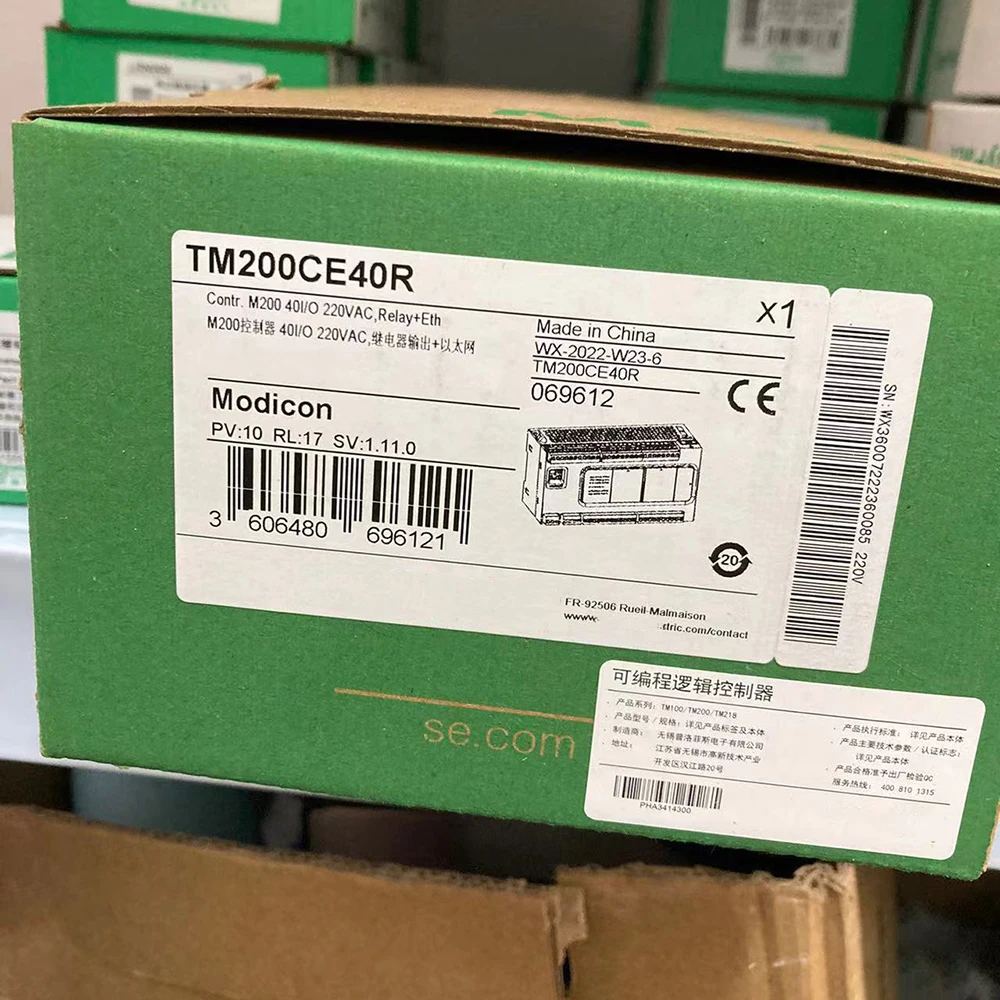 TM200CE40R
X1
Contr. M200 40I/O 220VAC,Relay+Eth
M200控制器 40I/O 220VAC,继电器输出+以太网
Made in China
WX-2022-W23-6
TM200CE40R
069612
CE
Modicon
PV:10 RL:17 SV:1.11.0
3 606480 696121
20
FR-92506 Rueil-Malmaison
www. .dric.com/contact
SN:WX36007222360085 220V
se.com
可编程逻辑控制器
产品系列: TM100/TM200/TM218
产品型号/规格: 详见产品标签及本体
制造商: 无锡普洛菲斯电子有限公司
地址: 江苏省无锡市高新技术产业
开发区汉江路20号
产品执行标准: 详见产品本体
产品主要技术参数/认证标志:
详见产品本体
产品合格准予出厂检验QC
服务热线: 400 810 1315
PHA3414300